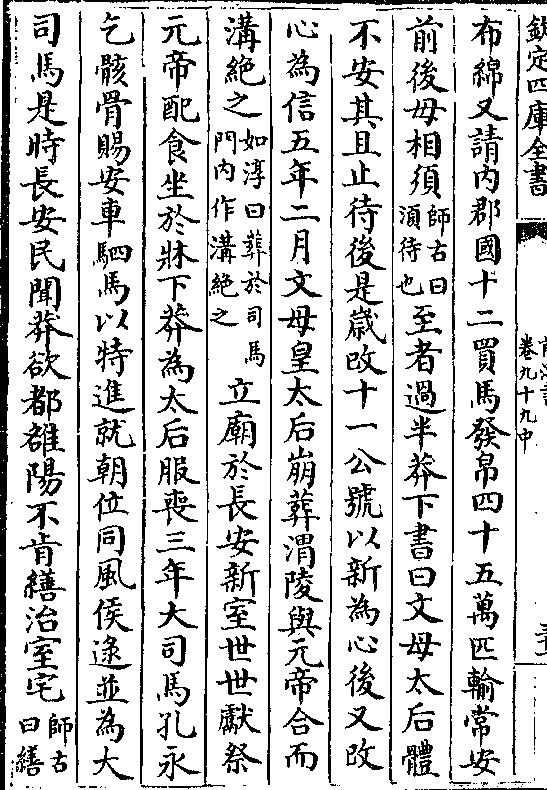 欽定四庫全書
卷九十九中
布綿又請内郡國十二買馬發帛四十五萬匹輸常安
前後毋相須師古曰湏待也至者過半莽下書曰文母太后體
不安其且止待後是嵗改十一公號以新為心後又改
心為信五年二月文母皇太后崩葬渭陵與元帝合而
溝絶之如淳曰葬於司馬門内作溝絶之立廟於長安新室世世獻祭
元帝配食坐於牀下莽為太后服喪三年大司馬孔永
乞骸骨賜安車駟馬以特進就朝位同風侯逯並為大
司馬是時長安民聞莽欲都雒陽不肯繕治室宅師古曰繕